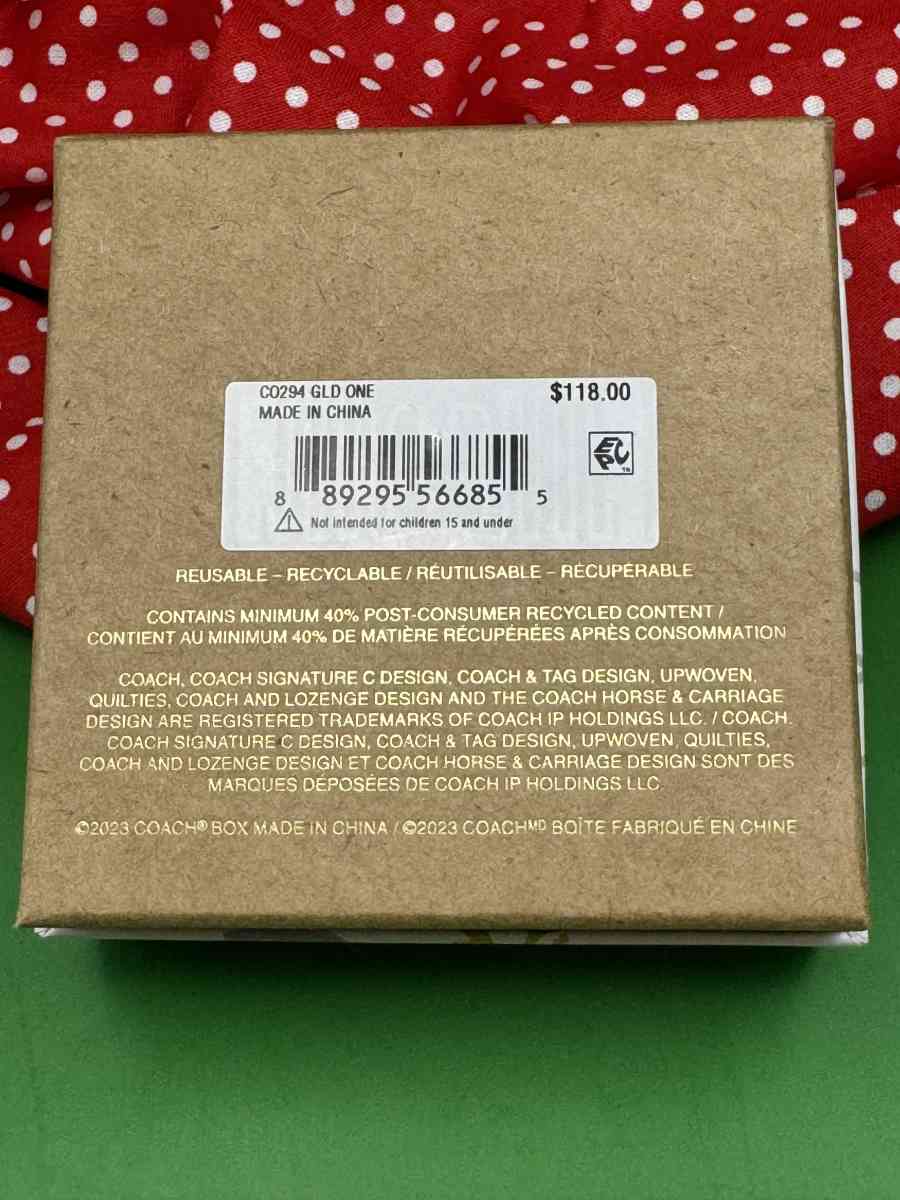 CO294 GLD ONE $118.00
MADE IN CHINA
EPC TM
8 89295 56685 5
Not intended for children 15 and under
REUSABLE – RECYCLABLE / RÉUTILISABLE – RÉCUPÉRABLE
CONTAINS MINIMUM 40% POST-CONSUMER RECYCLED CONTENT /
CONTIENT AU MINIMUM 40% DE MATIÈRE RÉCUPÉRÉES APRÈS CONSOMMATION
COACH, COACH SIGNATURE C DESIGN, COACH & TAG DESIGN, UPWOVEN,
QUILTIES, COACH AND LOZENGE DESIGN AND THE COACH HORSE & CARRIAGE
DESIGN ARE REGISTERED TRADEMARKS OF COACH IP HOLDINGS LLC. / COACH,
COACH SIGNATURE C DESIGN, COACH & TAG DESIGN, UPWOVEN, QUILTIES,
COACH AND LOZENGE DESIGN ET COACH HORSE & CARRIAGE DESIGN SONT DES
MARQUES DÉPOSÉES DE COACH IP HOLDINGS LLC.
©2023 COACH® BOX MADE IN CHINA / ©2023 COACHᴹᴰ BOÎTE FABRIQUÉ EN CHINE